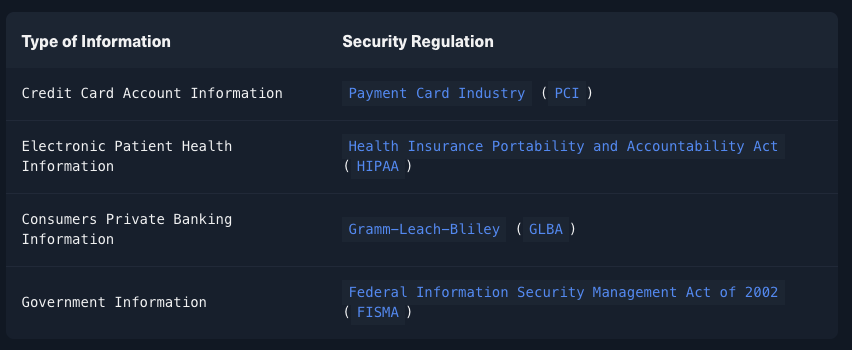 Type of Information Security Regulation
Credit Card Account Information Payment Card Industry (PCI)
Electronic Patient Health Information Health Insurance Portability and Accountability Act (HIPAA)
Consumers Private Banking Information Gramm-Leach-Bliley (GLBA)
Government Information Federal Information Security Management Act of 2002 (FISMA)